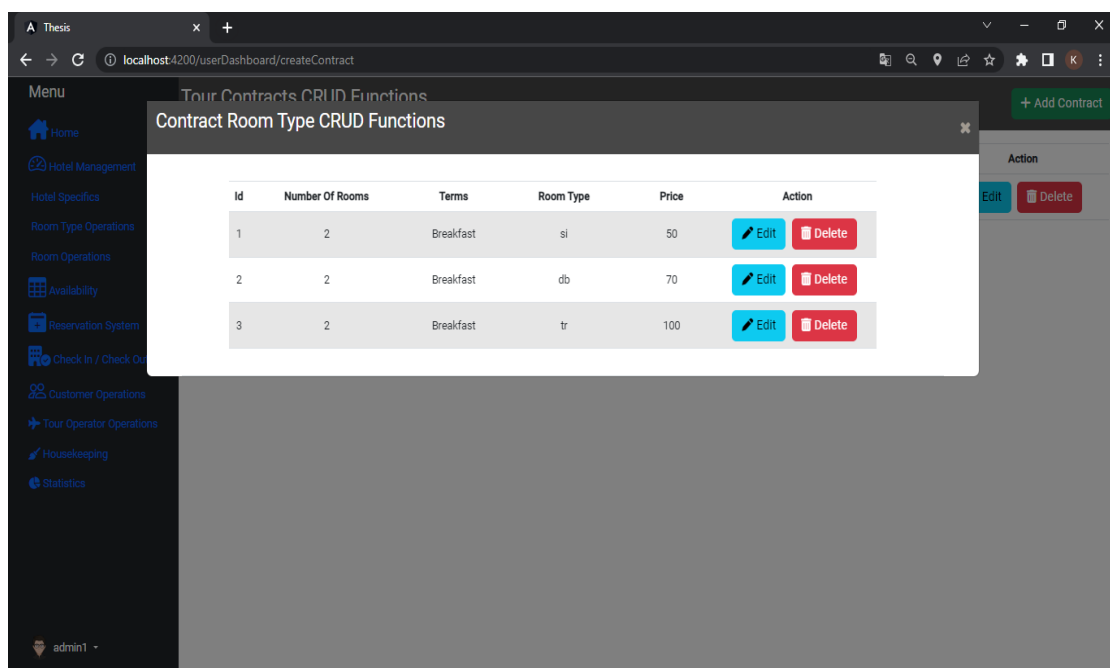 Thesis
localhost:4200/userDashboard/createContract
K
Menu
Tour Contracts CRUD Functions
+ Add Contract
Contract Room Type CRUD Functions
Home
Hotel Management
Hotel Specifics
Room Type Operations
Room Operations
Availability
Reservation System
Check In / Check Ou
Customer Operations
Tour Operator Operations
Housekeeping
Statistics
Action
Edit Delete
Id Number Of Rooms Terms Room Type Price Action
1 2 Breakfast si 50 Edit Delete
2 2 Breakfast db 70 Edit Delete
3 2 Breakfast tr 100 Edit Delete
admin1